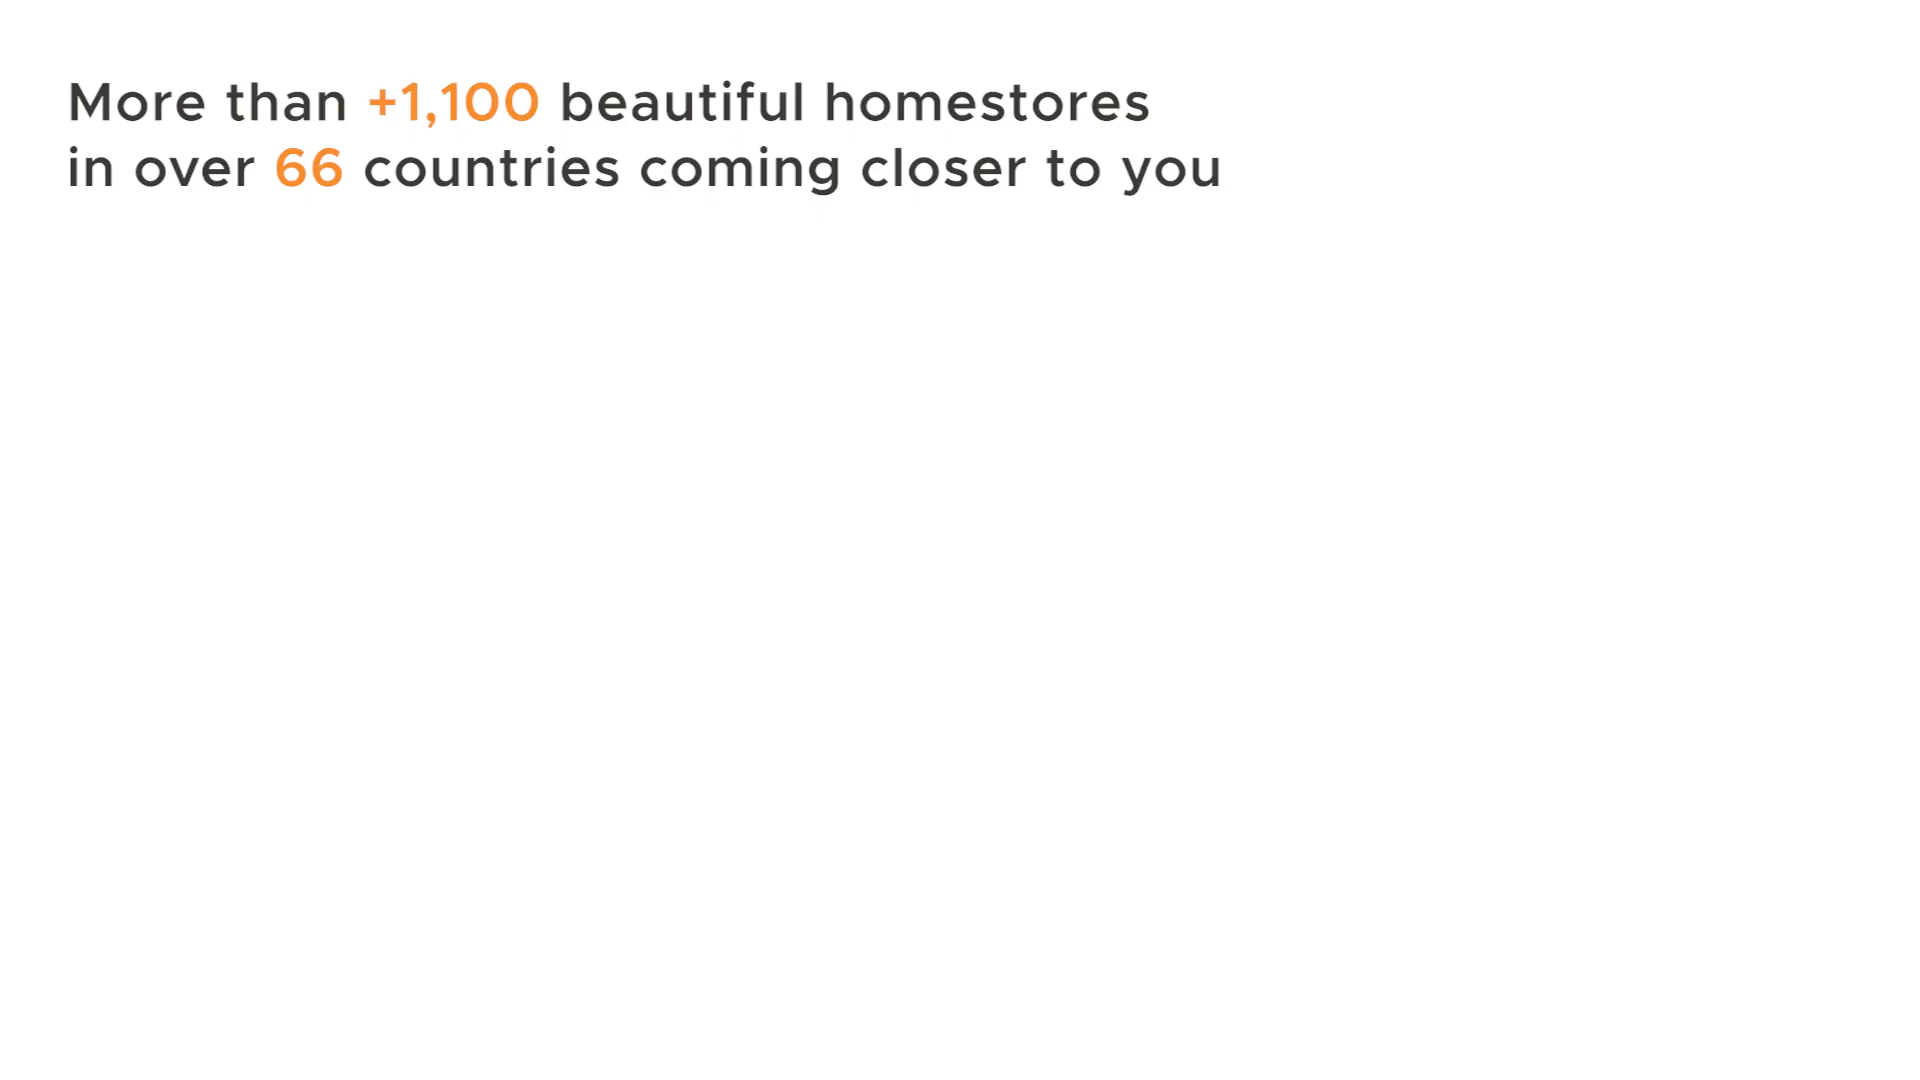 More than +1,100 beautiful homestores
in over 66 countries coming closer to you